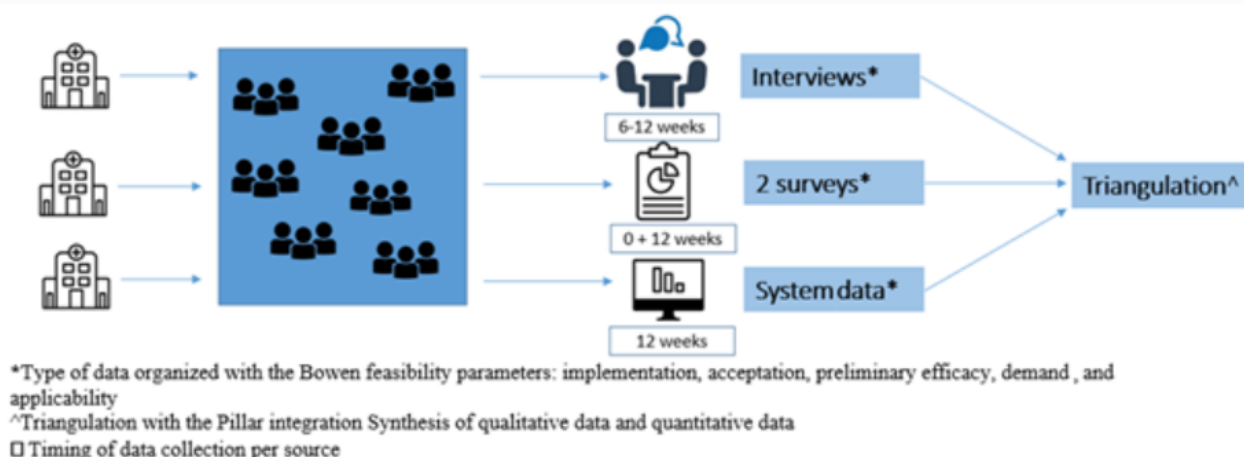 Interviews*
6-12 weeks
2 surveys*
Triangulation^
0 + 12 weeks
System data*
12 weeks
*Type of data organized with the Bowen feasibility parameters: implementation, acceptation, preliminary efficacy, demand , and
applicability
^Triangulation with the Pillar integration Synthesis of qualitative data and quantitative data
□ Timing of data collection per source